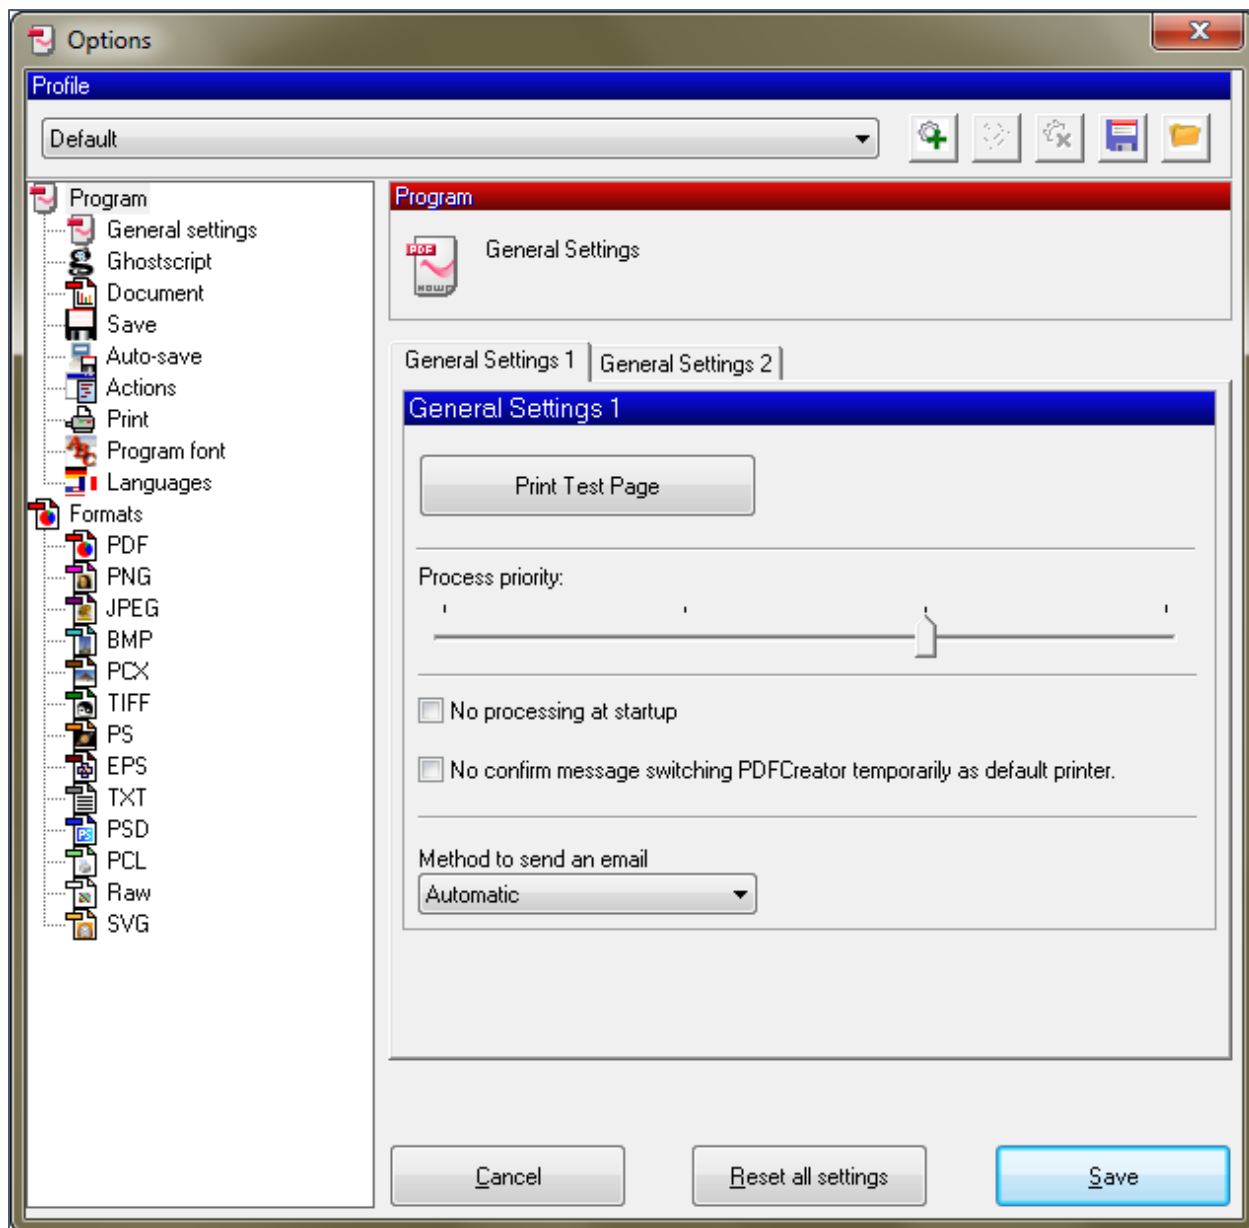 Options
Profile
Default
Program
General settings
Ghostscript
Document
Save
Auto-save
Actions
Print
Program font
Languages
Formats
PDF
PNG
JPEG
BMP
PCX
TIFF
PS
EPS
TXT
PSD
PCL
Raw
SVG
Program
PDF
General Settings
General Settings 1
General Settings 2
General Settings 1
Print Test Page
Process priority:
No processing at startup
No confirm message switching PDFCreator temporarily as default printer.
Method to send an email
Automatic
Cancel
Reset all settings
Save